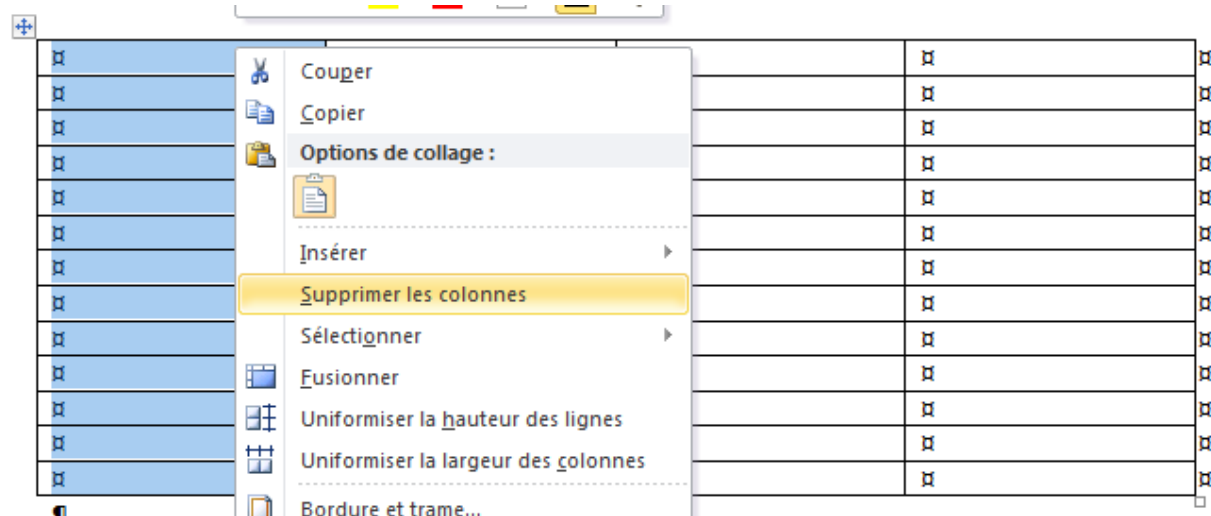 ¤ ¤ ¤
Couper
¤ ¤ ¤
Copier
¤ ¤ ¤
Options de collage :
¤ ¤ ¤
¤ ¤ ¤
¤ ¤ ¤
Insérer
¤ ¤ ¤
Supprimer les colonnes
¤ ¤ ¤
Sélectionner
¤ ¤ ¤
Fusionner
¤ ¤ ¤
Uniformiser la hauteur des lignes
¤ ¤ ¤
Uniformiser la largeur des colonnes
¤ ¤ ¤
¤ ¤ ¤
Bordure et trame...
¶